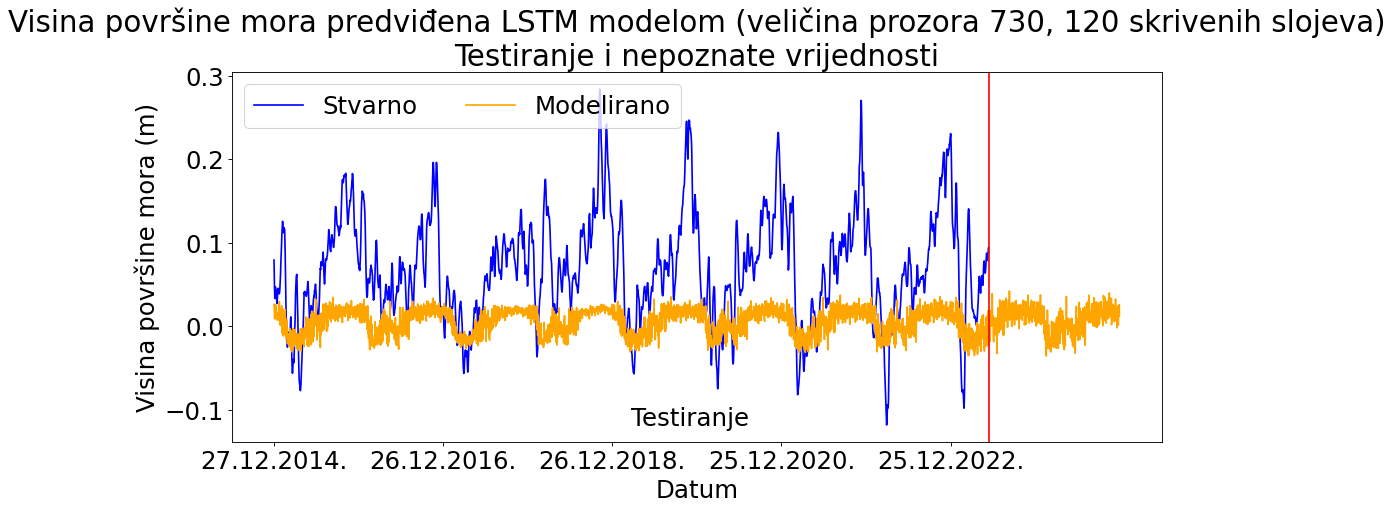 Visina površine mora predviđena LSTM modelom (veličina prozora 730, 120 skrivenih slojeva)
Testiranje i nepoznate vrijednosti
Stvarno
Modelirano
Visina površine mora (m)
0.3
0.2
0.1
0.0
−0.1
Testiranje
27.12.2014.
26.12.2016.
26.12.2018.
25.12.2020.
25.12.2022.
Datum